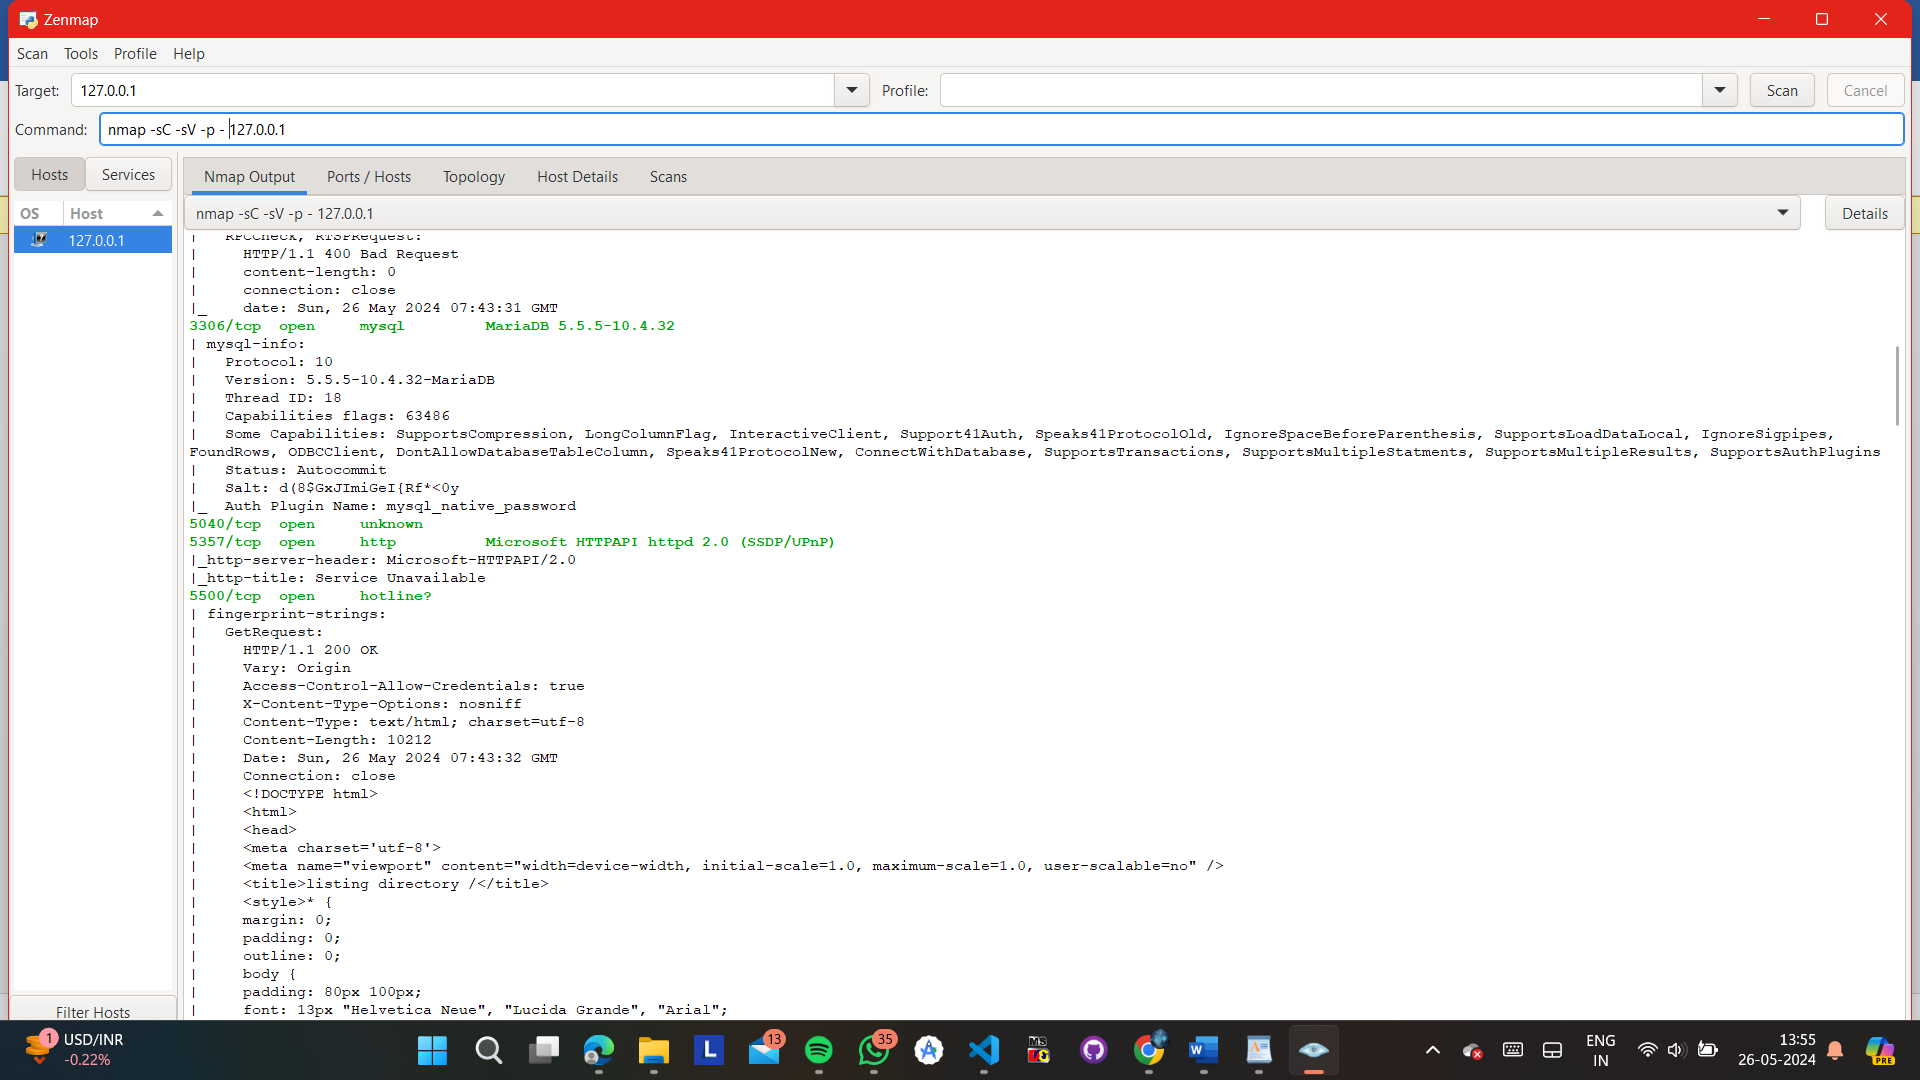 Zenmap
Scan Tools Profile Help
Target: 127.0.0.1 Profile: Scan Cancel
Command: nmap -sC -sV -p - 127.0.0.1
Hosts Services
Nmap Output Ports / Hosts Topology Host Details Scans
OS Host
nmap -sC -sV -p - 127.0.0.1 Details
127.0.0.1
| RPCCheck, RTSPRequest:
| HTTP/1.1 400 Bad Request
| content-length: 0
| connection: close
|_ date: Sun, 26 May 2024 07:43:31 GMT
3306/tcp open mysql MariaDB 5.5.5-10.4.32
| mysql-info:
| Protocol: 10
| Version: 5.5.5-10.4.32-MariaDB
| Thread ID: 18
| Capabilities flags: 63486
| Some Capabilities: SupportsCompression, LongColumnFlag, InteractiveClient, Support41Auth, Speaks41ProtocolOld, IgnoreSpaceBeforeParenthesis, SupportsLoadDataLocal, IgnoreSigpipes,
FoundRows, ODBCClient, DontAllowDatabaseTableColumn, Speaks41ProtocolNew, ConnectWithDatabase, SupportsTransactions, SupportsMultipleStatments, SupportsMultipleResults, SupportsAuthPlugins
| Status: Autocommit
| Salt: d(8$GxJImiGeI{Rf*<0y
|_ Auth Plugin Name: mysql_native_password
5040/tcp open unknown
5357/tcp open http Microsoft HTTPAPI httpd 2.0 (SSDP/UPnP)
|_http-server-header: Microsoft-HTTPAPI/2.0
|_http-title: Service Unavailable
5500/tcp open hotline?
| fingerprint-strings:
| GetRequest:
| HTTP/1.1 200 OK
| Vary: Origin
| Access-Control-Allow-Credentials: true
| X-Content-Type-Options: nosniff
| Content-Type: text/html; charset=utf-8
| Content-Length: 10212
| Date: Sun, 26 May 2024 07:43:32 GMT
| Connection: close
| <!DOCTYPE html>
| <html>
| <head>
| <meta charset='utf-8'>
| <meta name="viewport" content="width=device-width, initial-scale=1.0, maximum-scale=1.0, user-scalable=no" />
| <title>listing directory /</title>
| <style>* {
| margin: 0;
| padding: 0;
| outline: 0;
| body {
| padding: 80px 100px;
| font: 13px "Helvetica Neue", "Lucida Grande", "Arial";
Filter Hosts
1 USD/INR
-0.22%
L
13
35
MS
ENG
IN
13:55
26-05-2024
PRE